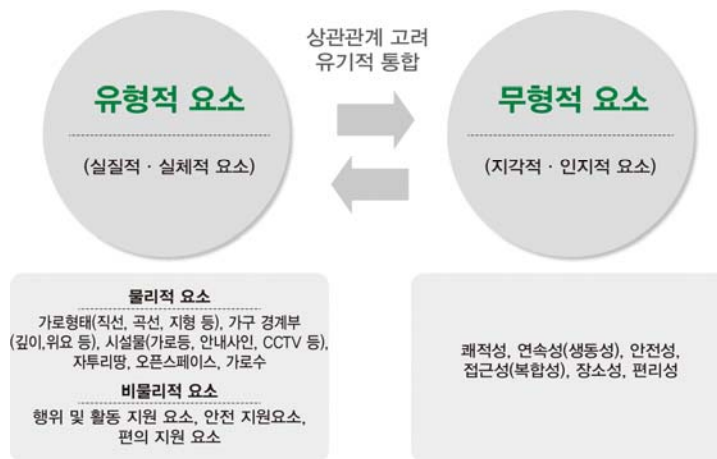 상관관계 고려
유기적 통합
유형적 요소
(실질적 · 실체적 요소)
무형적 요소
(지각적 · 인지적 요소)
물리적 요소
가로형태(직선, 곡선, 지형 등), 가구 경계부
(깊이,위요 등), 시설물(가로등, 안내사인, CCTV 등),
자투리땅, 오픈스페이스, 가로수
비물리적 요소
행위 및 활동 지원 요소, 안전 지원요소,
편의 지원 요소
쾌적성, 연속성(생동성), 안전성,
접근성(복합성), 장소성, 편리성